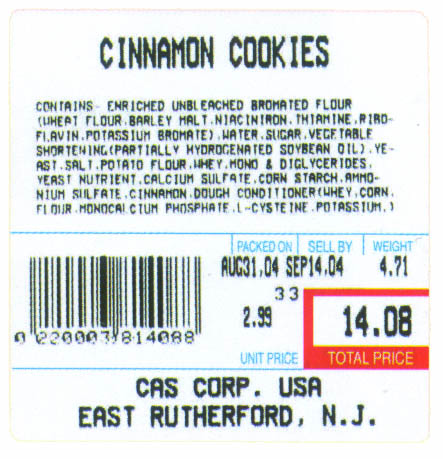 CINNAMON COOKIES
CONTAINS- ENRICHED UNBLEACHED BROMATED FLOUR
(WHEAT FLOUR,BARLEY MALT,NIACINIRON,THIAMINE,RIBO-
FLAVIN,POTASSIUM BROMATE),WATER,SUGAR,VEGETABLE
SHORTENING(PARTIALLY HYDROGENATED SOYBEAN OIL),YE-
AST,SALT,POTATO FLOUR,WHEY,MONO & DIGLYCERIDES,
YEAST NUTRIENT,CALCIUM SULFATE,CORN STARCH,AMMO-
NIUM SULFATE,CINNAMON,DOUGH CONDITIONER(WHEY,CORN,
FLOUR,MONOCALCIUM PHOSPHATE,L-CYSTEINE,POTASSIUM,)
PACKED ON SELL BY WEIGHT
AUG31,04 SEP14,04 4.71
33
2.99 14.08
0 220003 814088
UNIT PRICE TOTAL PRICE
CAS CORP. USA
EAST RUTHERFORD, N.J.